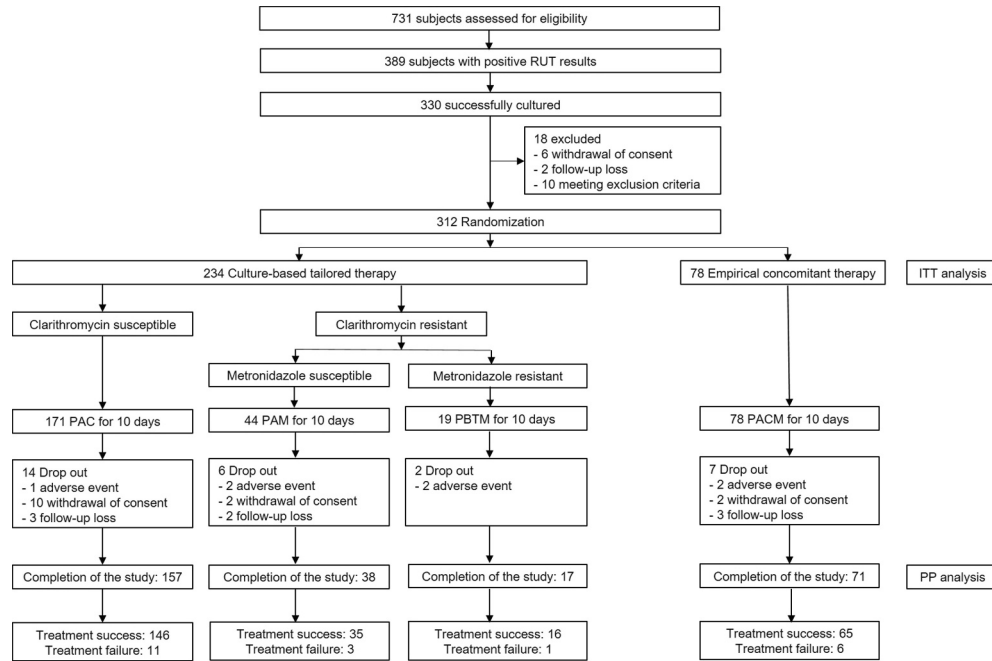 731 subjects assessed for eligibility
389 subjects with positive RUT results
330 successfully cultured
18 excluded
- 6 withdrawal of consent
- 2 follow-up loss
- 10 meeting exclusion criteria
312 Randomization
234 Culture-based tailored therapy
78 Empirical concomitant therapy
ITT analysis
Clarithromycin susceptible
Clarithromycin resistant
Metronidazole susceptible
Metronidazole resistant
171 PAC for 10 days
44 PAM for 10 days
19 PBTM for 10 days
78 PACM for 10 days
14 Drop out
- 1 adverse event
- 10 withdrawal of consent
- 3 follow-up loss
6 Drop out
- 2 adverse event
- 2 withdrawal of consent
- 2 follow-up loss
2 Drop out
- 2 adverse event
7 Drop out
- 2 adverse event
- 2 withdrawal of consent
- 3 follow-up loss
Completion of the study: 157
Completion of the study: 38
Completion of the study: 17
Completion of the study: 71
PP analysis
Treatment success: 146
Treatment failure: 11
Treatment success: 35
Treatment failure: 3
Treatment success: 16
Treatment failure: 1
Treatment success: 65
Treatment failure: 6